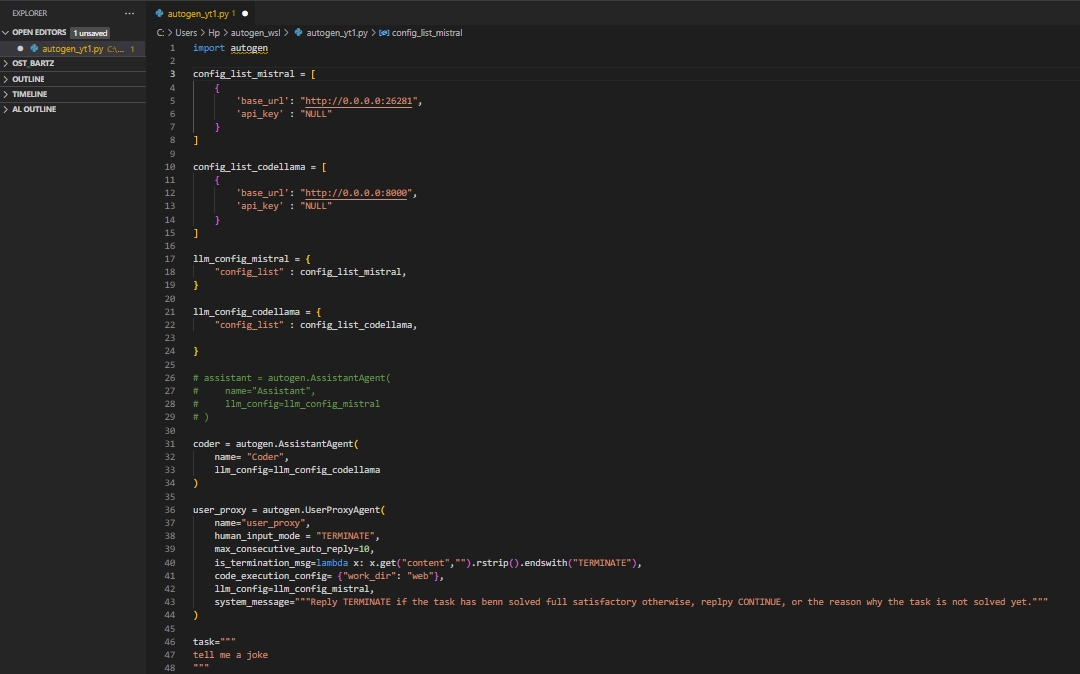 EXPLORER
···
OPEN EDITORS 1 unsaved
autogen_yt1.py C:\... 1
OST_BARTZ
OUTLINE
TIMELINE
AL OUTLINE
autogen_yt1.py 1
C: > Users > Hp > autogen_wsl > autogen_yt1.py > config_list_mistral
1 import autogen
2
3 config_list_mistral = [
4 {
5 'base_url': "http://0.0.0.0:26281",
6 'api_key' : "NULL"
7 }
8 ]
9
10 config_list_codellama = [
11 {
12 'base_url': "http://0.0.0.0:8000",
13 'api_key' : "NULL"
14 }
15 ]
16
17 llm_config_mistral = {
18 "config_list" : config_list_mistral,
19 }
20
21 llm_config_codellama = {
22 "config_list" : config_list_codellama,
23
24 }
25
26 # assistant = autogen.AssistantAgent(
27 # name="Assistant",
28 # llm_config=llm_config_mistral
29 # )
30
31 coder = autogen.AssistantAgent(
32 name= "Coder",
33 llm_config=llm_config_codellama
34 )
35
36 user_proxy = autogen.UserProxyAgent(
37 name="user_proxy",
38 human_input_mode = "TERMINATE",
39 max_consecutive_auto_reply=10,
40 is_termination_msg=lambda x: x.get("content","").rstrip().endswith("TERMINATE"),
41 code_execution_config= {"work_dir": "web"},
42 llm_config=llm_config_mistral,
43 system_message="""Reply TERMINATE if the task has benn solved full satisfactory otherwise, replpy CONTINUE, or the reason why the task is not solved yet."""
44 )
45
46 task="""
47 tell me a joke
48 """